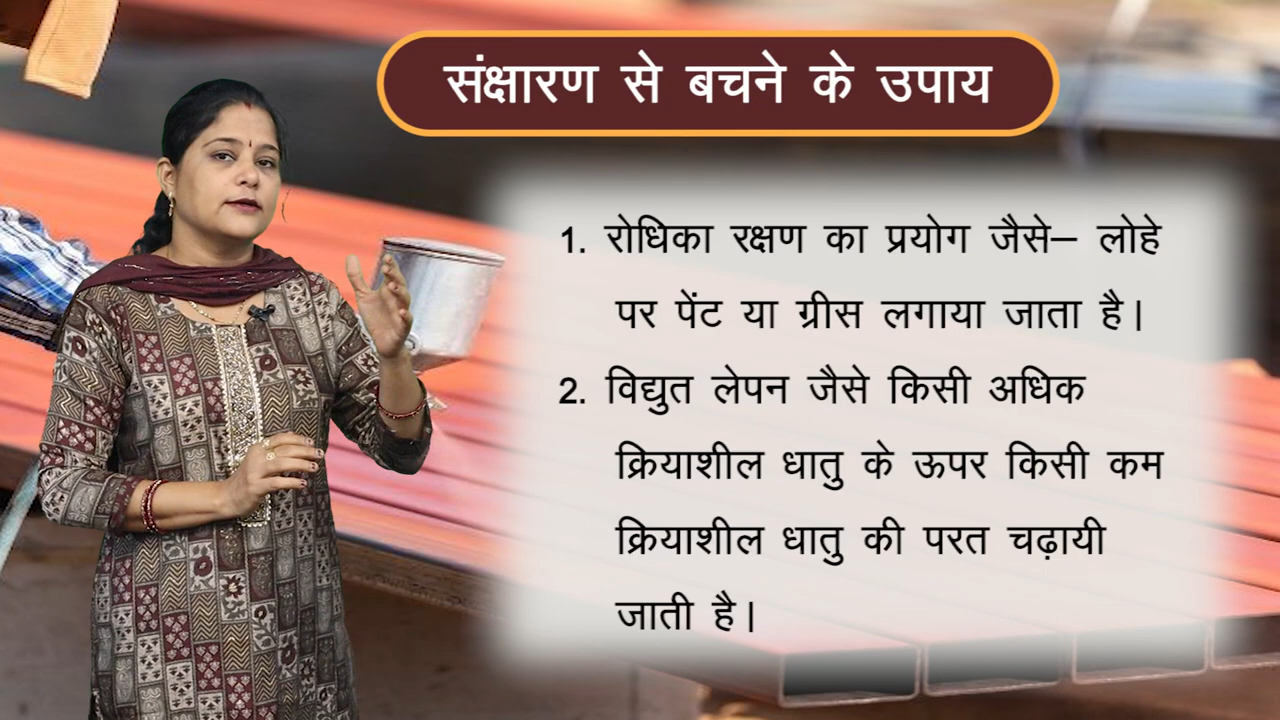 संक्षारण से बचने के उपाय
1. रोधिका रक्षण का प्रयोग जैसे– लोहे
पर पेंट या ग्रीस लगाया जाता है।
2. विद्युत लेपन जैसे किसी अधिक
क्रियाशील धातु के ऊपर किसी कम
क्रियाशील धातु की परत चढ़ायी
जाती है।